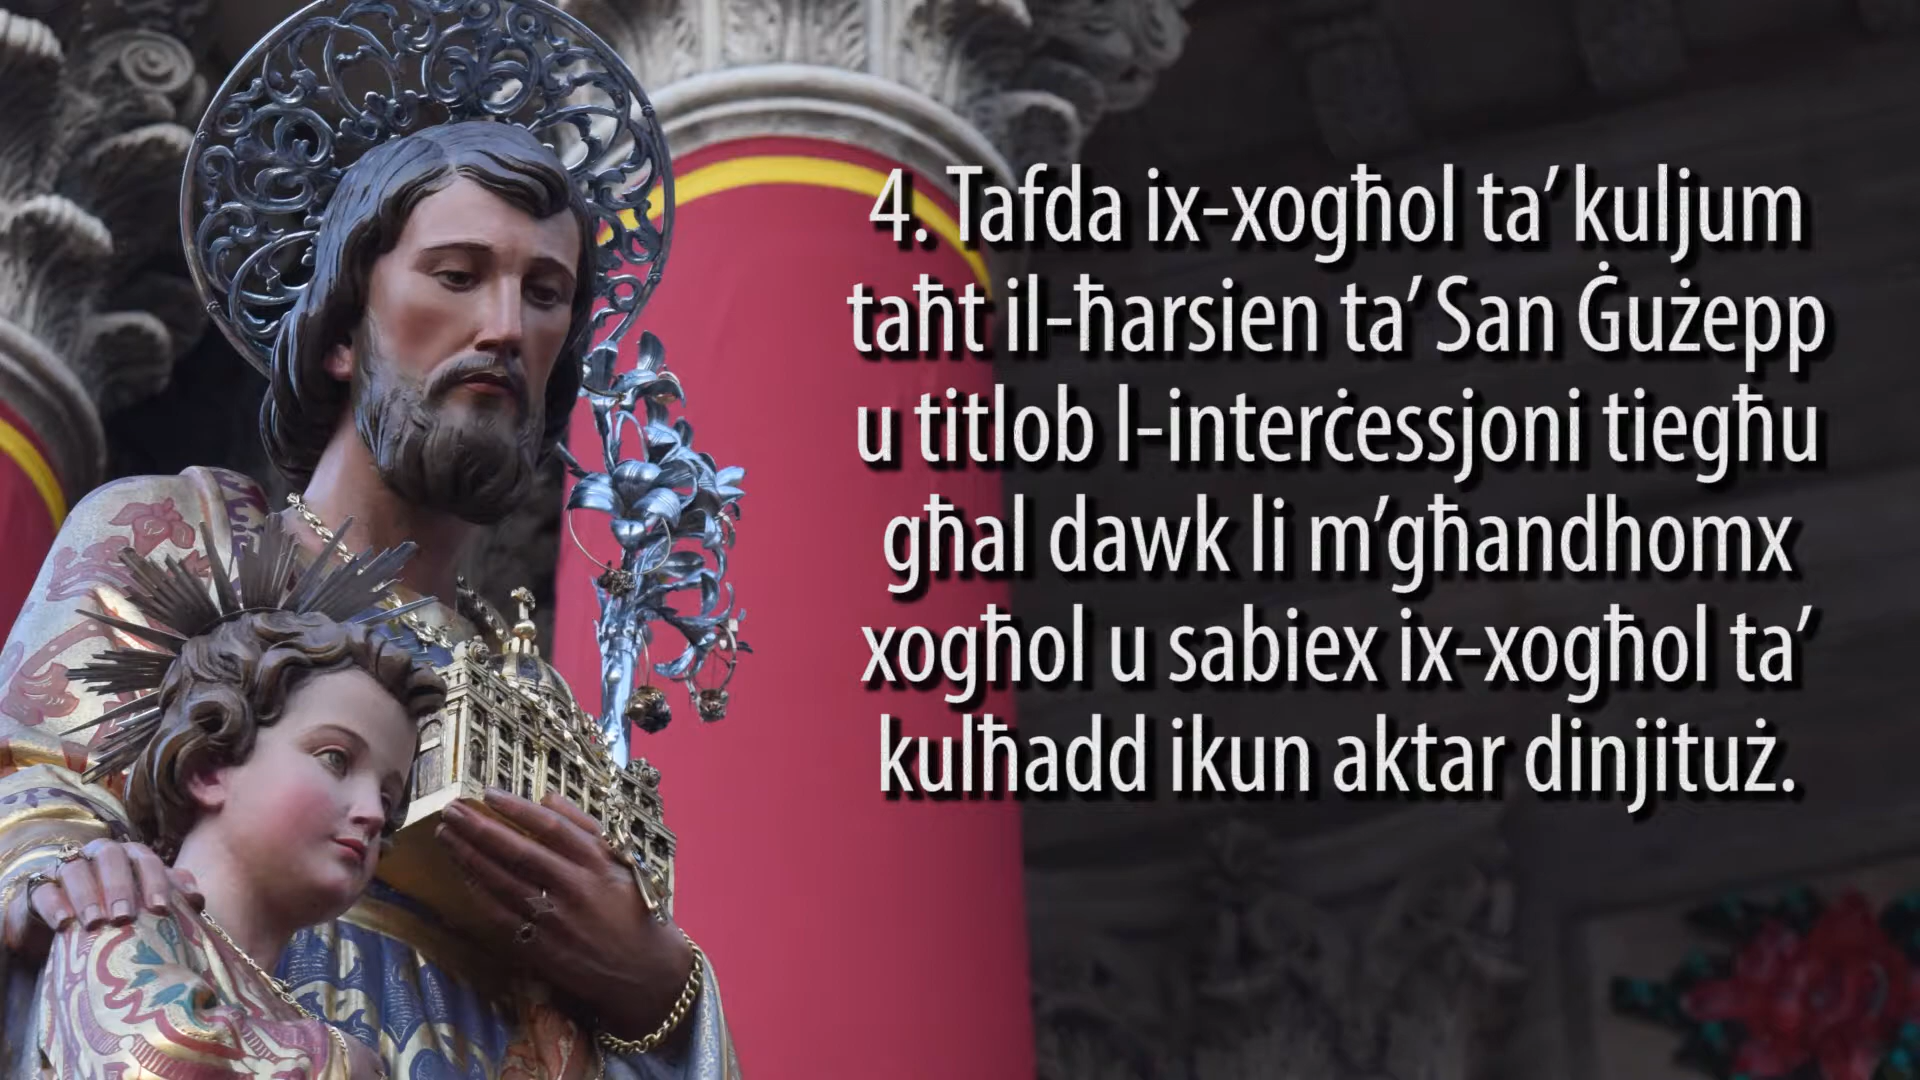 4. Tafda ix-xogħol ta’ kuljum
taħt il-ħarsien ta’ San Ġużepp
u titlob l-interċessjoni tiegħu
għal dawk li m’għandhomx
xogħol u sabiex ix-xogħol ta’
kulħadd ikun aktar dinjituż.